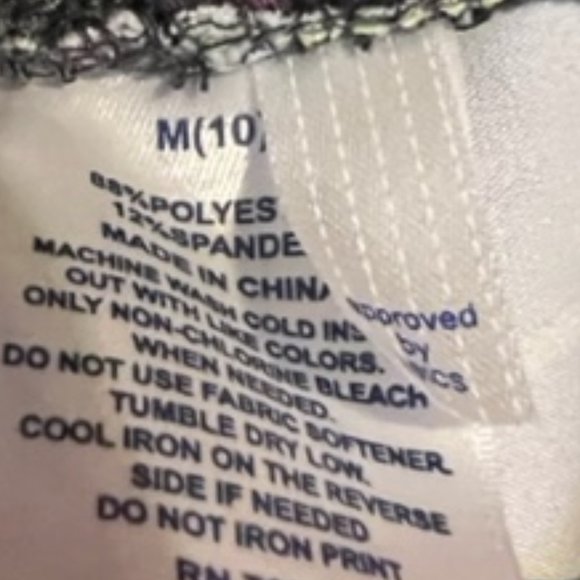 M(10)
88%POLYES
12%SPANDE
MADE IN CHINA
MACHINE WASH COLD INS
OUT WITH LIKE COLORS.
ONLY NON-CHLORINE BLEACH
WHEN NEEDED.
DO NOT USE FABRIC SOFTENER.
TUMBLE DRY LOW.
COOL IRON ON THE REVERSE
SIDE IF NEEDED
DO NOT IRON PRINT
RN
pproved
by
ICS